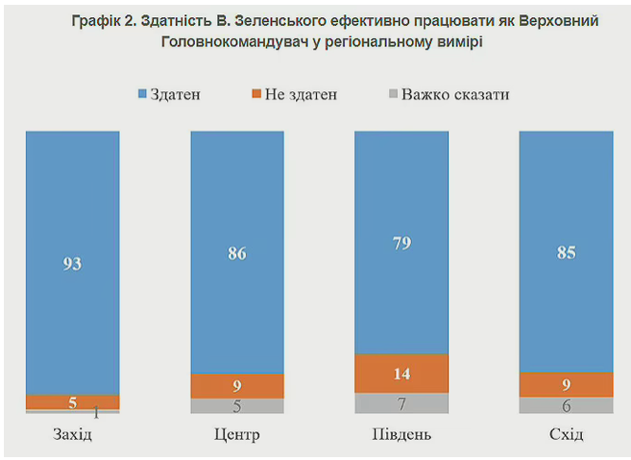 Графік 2. Здатність В. Зеленського ефективно працювати як Верховний
Головнокомандувач у регіональному вимірі
Здатен Не здатен Важко сказати
93 86 79 85
5 9 14 9
1 5 7 6
Захід Центр Південь Схід